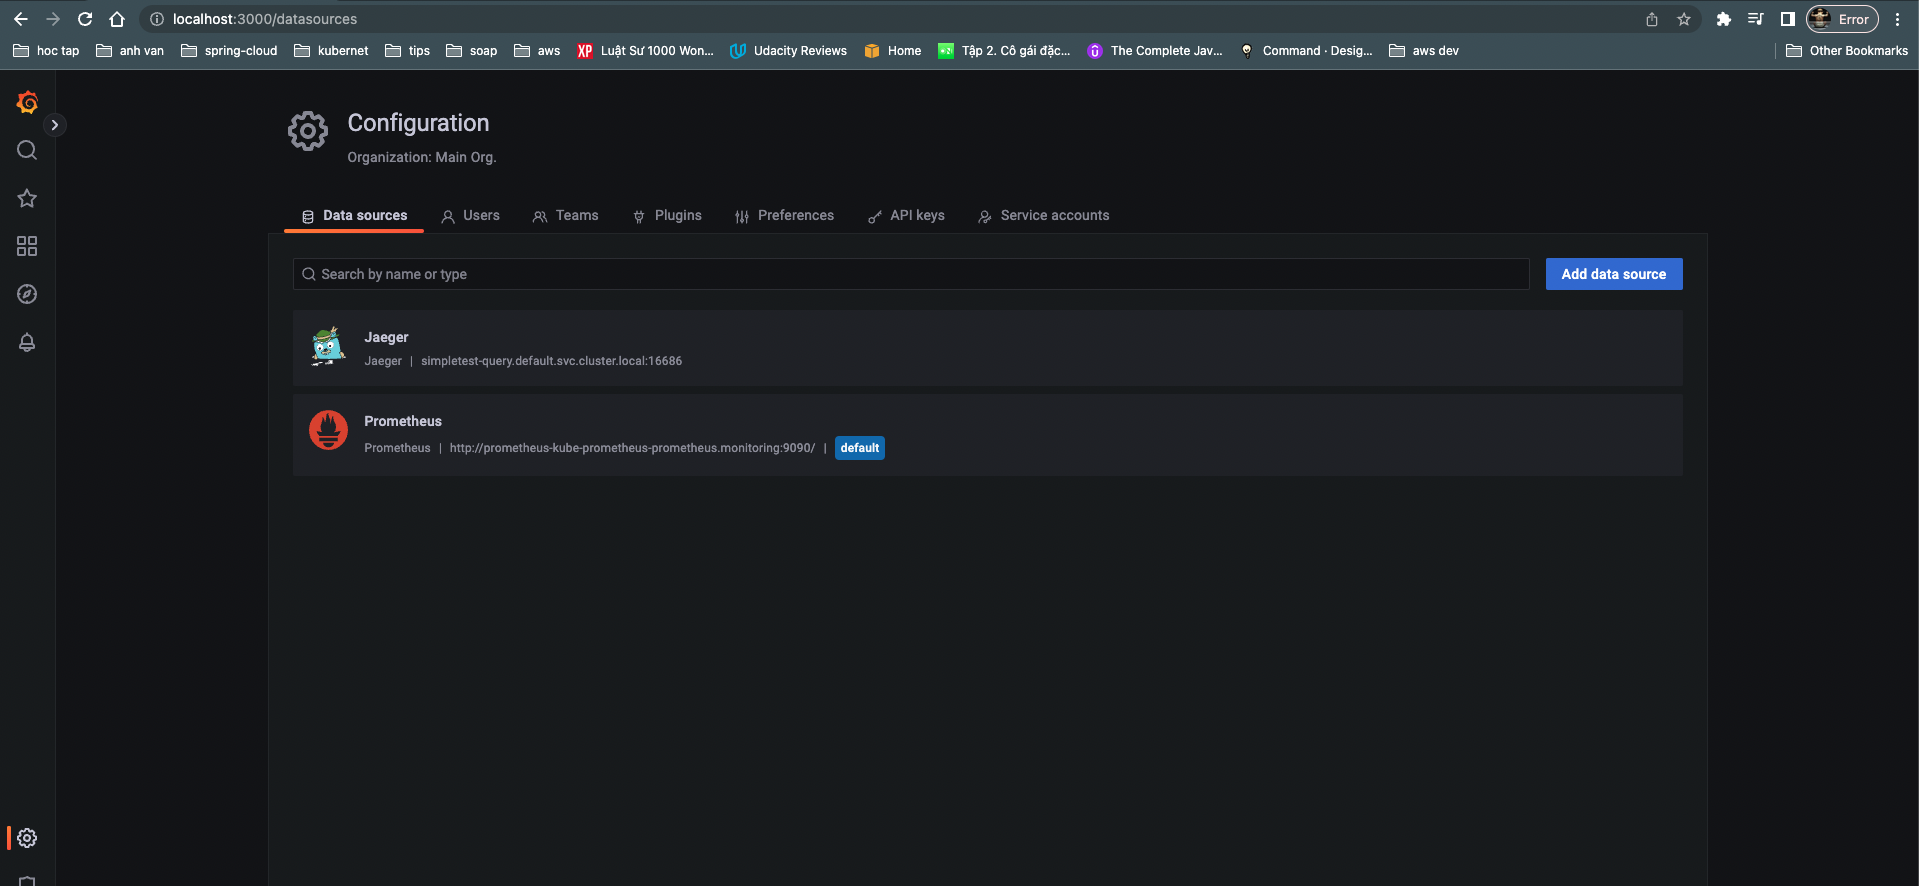 localhost:3000/datasources
Error
hoc tap
anh van
spring-cloud
kubernet
tips
soap
aws
XP Luật Sư 1000 Won...
Udacity Reviews
Home
Tập 2. Cô gái đặc...
The Complete Jav...
Command · Desig...
aws dev
Other Bookmarks
Configuration
Organization: Main Org.
Data sources
Users
Teams
Plugins
Preferences
API keys
Service accounts
Search by name or type
Add data source
Jaeger
Jaeger | simpletest-query.default.svc.cluster.local:16686
Prometheus
Prometheus | http://prometheus-kube-prometheus-prometheus.monitoring:9090/ | default